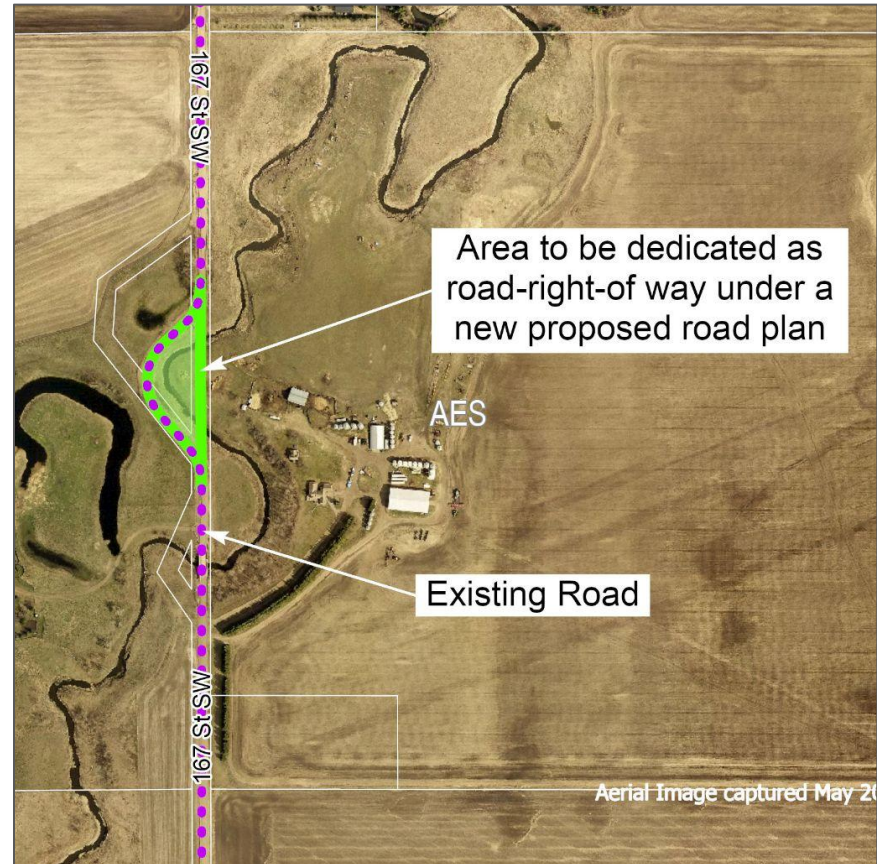 167 St SW
Area to be dedicated as
road-right-of way under a
new proposed road plan
AES
Existing Road
167 St SW
Aerial Image captured May 20